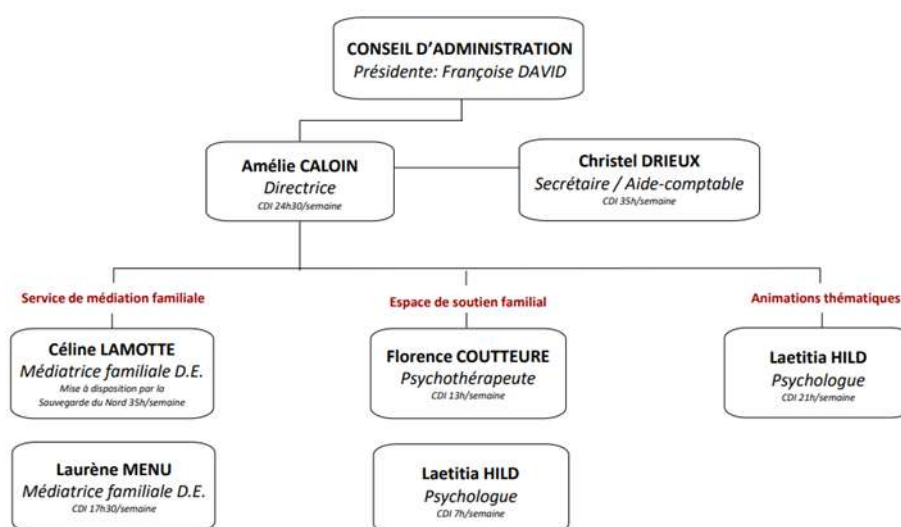 CONSEIL D'ADMINISTRATION
Présidente: Françoise DAVID
Amélie CALOIN
Directrice
CDI 24h30/semaine
Christel DRIEUX
Secrétaire / Aide-comptable
CDI 35h/semaine
Service de médiation familiale
Espace de soutien familial
Animations thématiques
Céline LAMOTTE
Médiatrice familiale D.E.
Mise à disposition par la
Sauvegarde du Nord 35h/semaine
Florence COUTTEURE
Psychothérapeute
CDI 13h/semaine
Laetitia HILD
Psychologue
CDI 21h/semaine
Laurène MENU
Médiatrice familiale D.E.
CDI 17h30/semaine
Laetitia HILD
Psychologue
CDI 7h/semaine